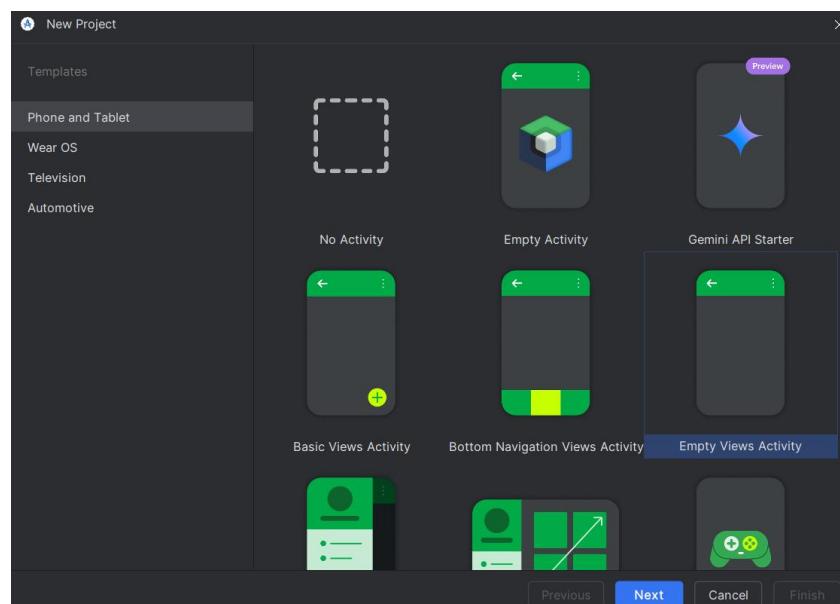 New Project
Templates
Phone and Tablet
Wear OS
Television
Automotive
Preview
No Activity
Empty Activity
Gemini API Starter
Basic Views Activity
Bottom Navigation Views Activity
Empty Views Activity
Previous
Next
Cancel
Finish